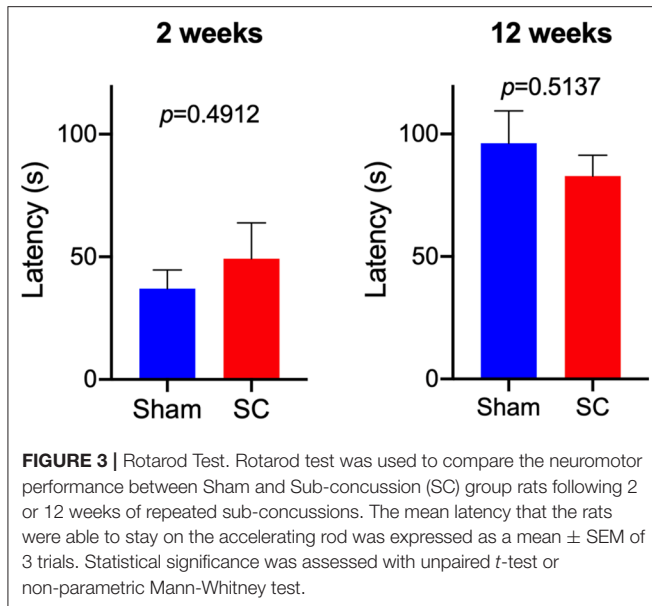 2 weeks
12 weeks
p=0.4912
p=0.5137
Latency (s)
100
50
0
Sham
SC
Latency (s)
100
50
0
Sham
SC
FIGURE 3 | Rotarod Test. Rotarod test was used to compare the neuromotor
performance between Sham and Sub-concussion (SC) group rats following 2
or 12 weeks of repeated sub-concussions. The mean latency that the rats
were able to stay on the accelerating rod was expressed as a mean ± SEM of
3 trials. Statistical significance was assessed with unpaired t-test or
non-parametric Mann-Whitney test.